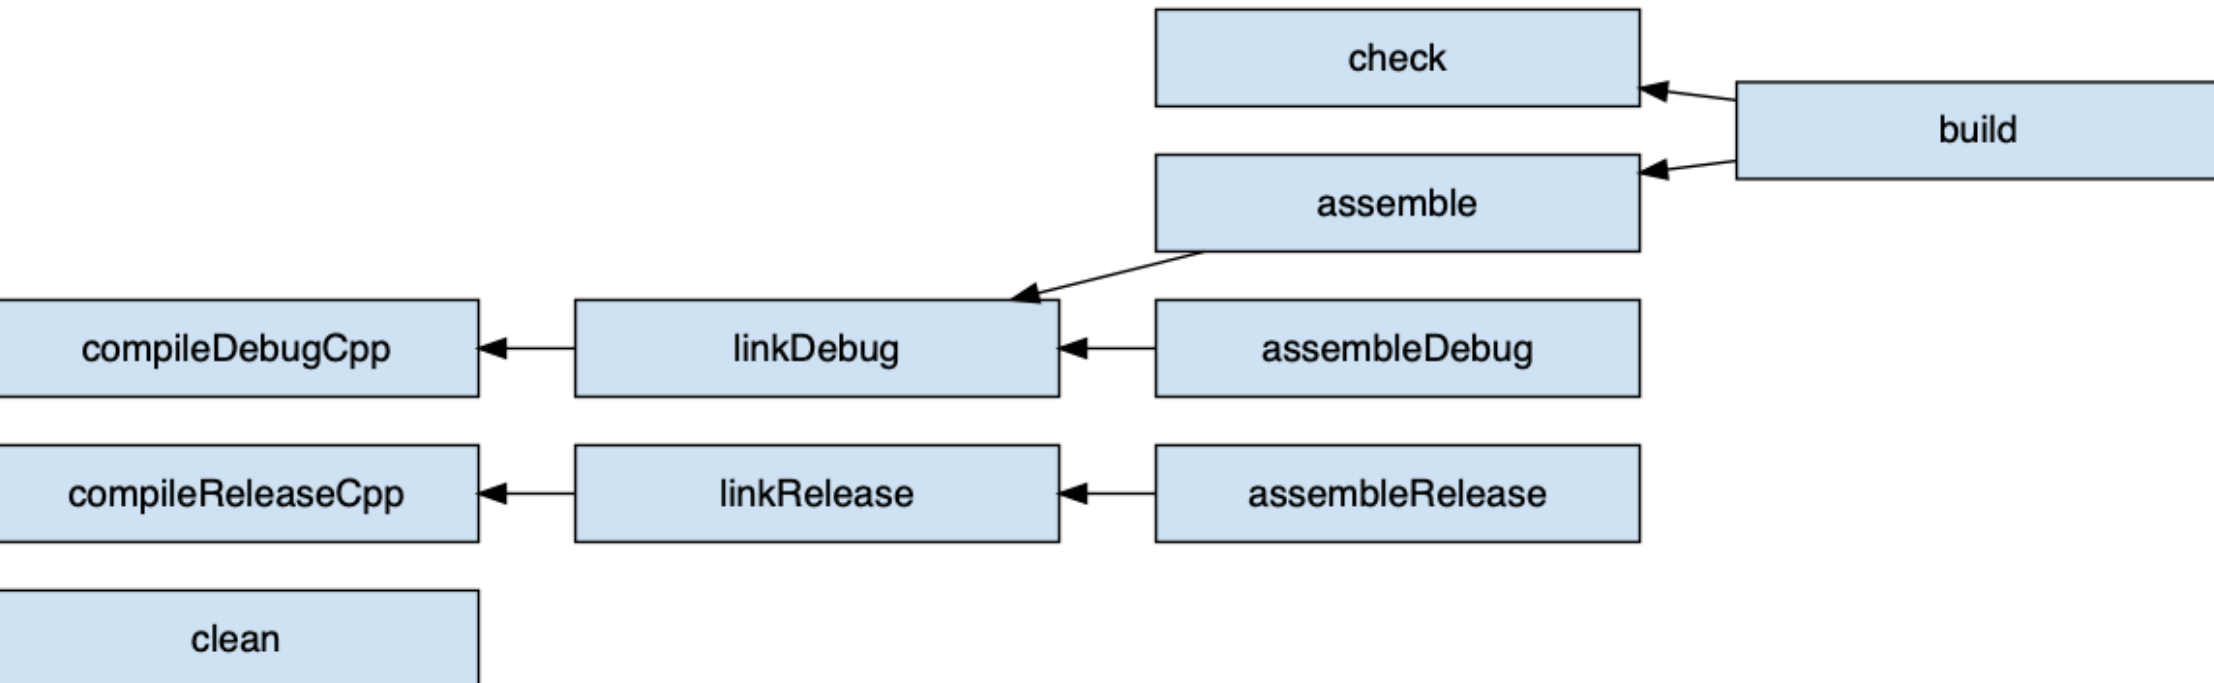 check
build
assemble
compileDebugCpp
linkDebug
assembleDebug
compileReleaseCpp
linkRelease
assembleRelease
clean